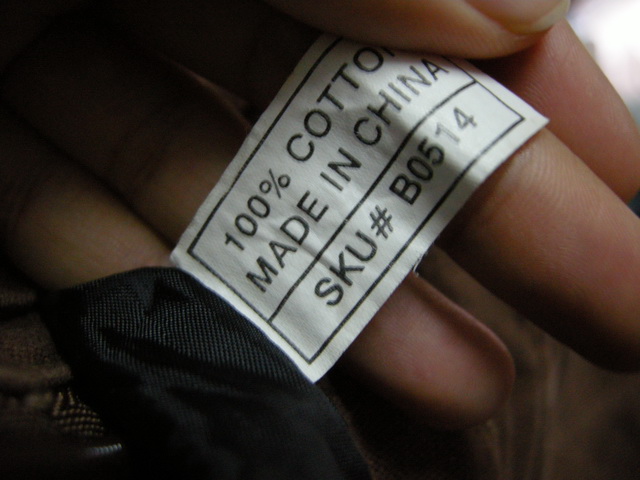 100% COTTO
MADE IN CHINA
SKU# B0514